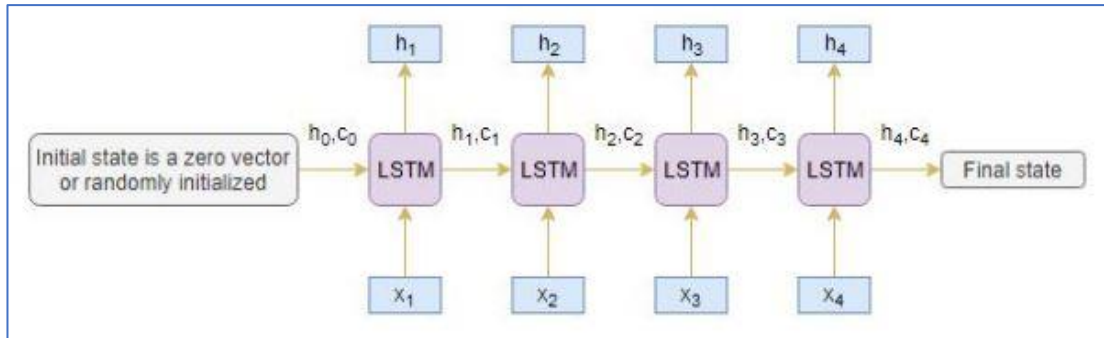 h₁ h₂ h₃ h₄
h₀,c₀ h₁,c₁ h₂,c₂ h₃,c₃ h₄,c₄
Initial state is a zero vector
or randomly initialized
LSTM LSTM LSTM LSTM
Final state
x₁ x₂ x₃ x₄